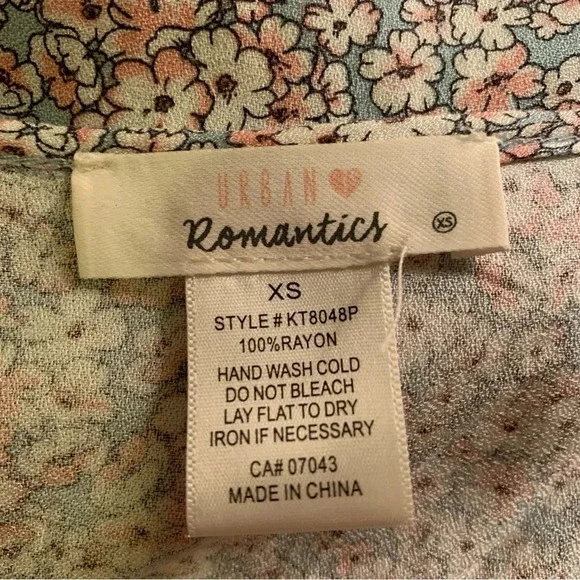 URBAN
Romantics
XS
XS
STYLE # KT8048P
100%RAYON
HAND WASH COLD
DO NOT BLEACH
LAY FLAT TO DRY
IRON IF NECESSARY
CA# 07043
MADE IN CHINA